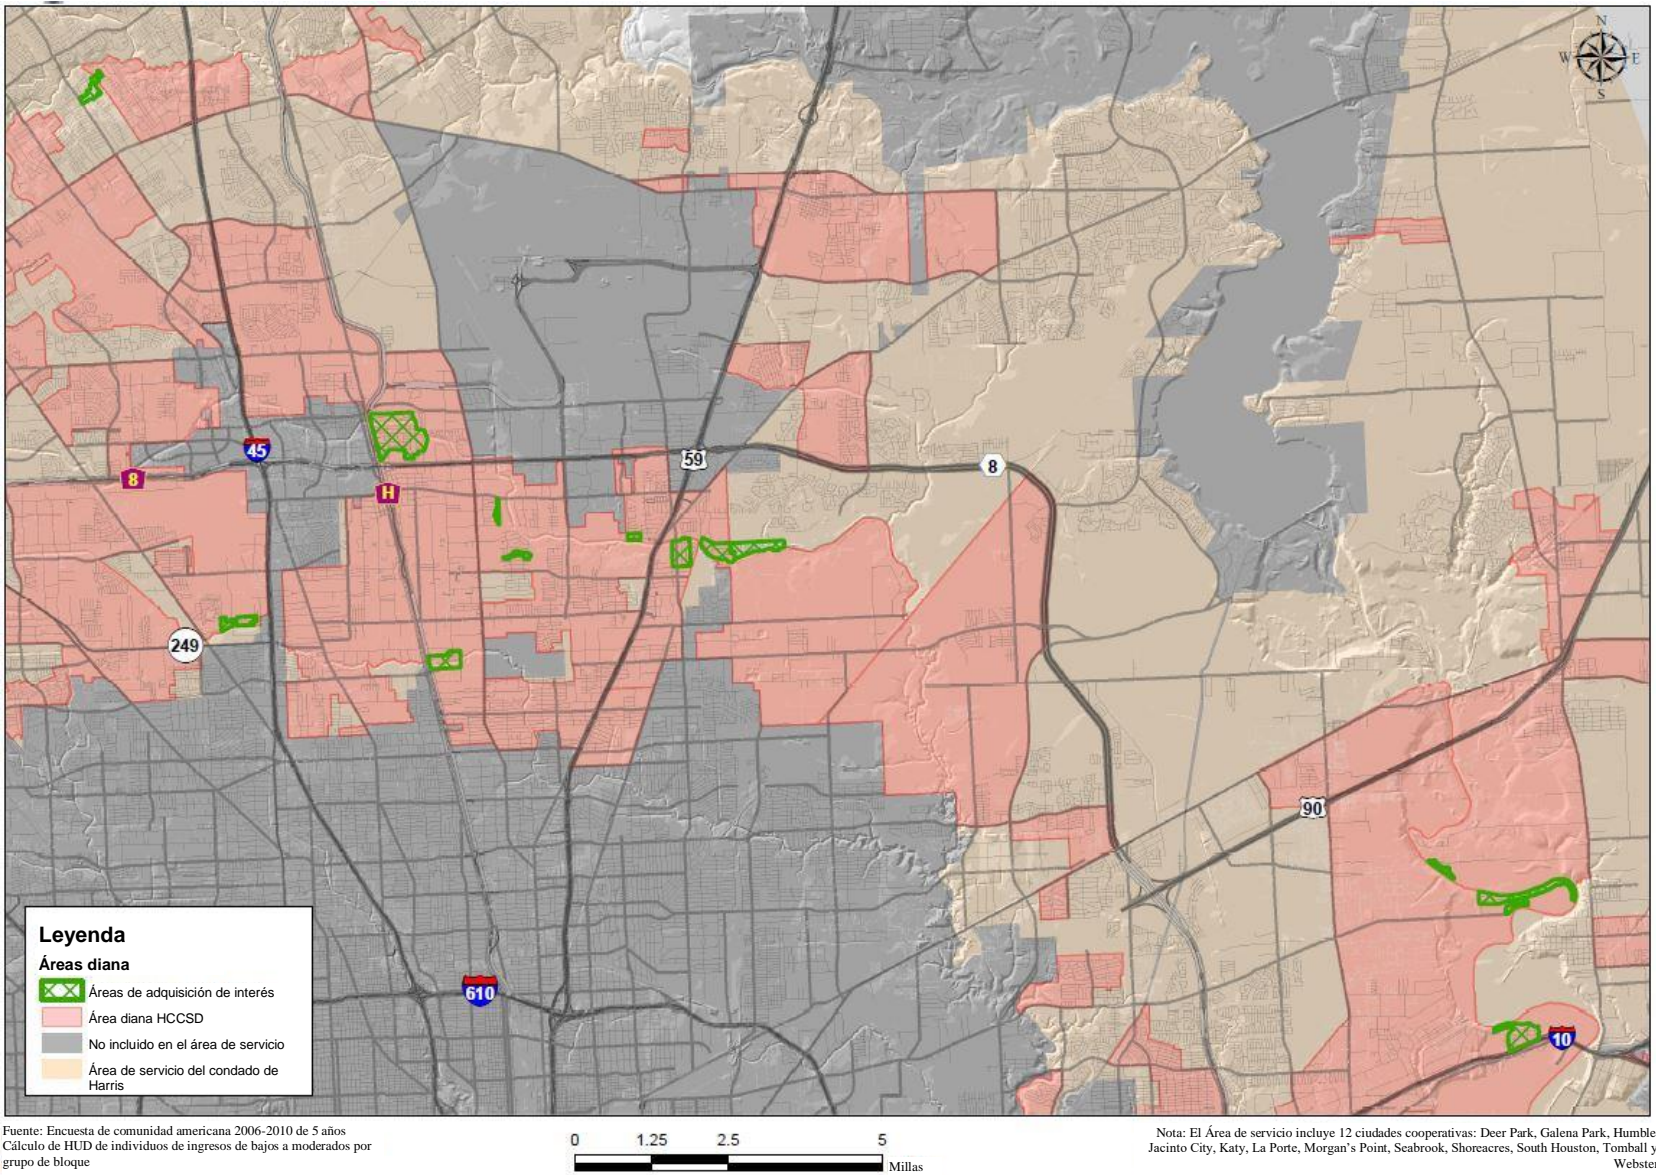 N
W E
S
45
8
H
59
8
249
90
610
10
Leyenda
Áreas diana
Áreas de adquisición de interés
Área diana HCCSD
No incluido en el área de servicio
Área de servicio del condado de
Harris
Fuente: Encuesta de comunidad americana 2006-2010 de 5 años
Cálculo de HUD de individuos de ingresos de bajos a moderados por
grupo de bloque
0 1.25 2.5 5
Millas
Nota: El Área de servicio incluye 12 ciudades cooperativas: Deer Park, Galena Park, Humble
Jacinto City, Katy, La Porte, Morgan's Point, Seabrook, Shoreacres, South Houston, Tomball y
Webster